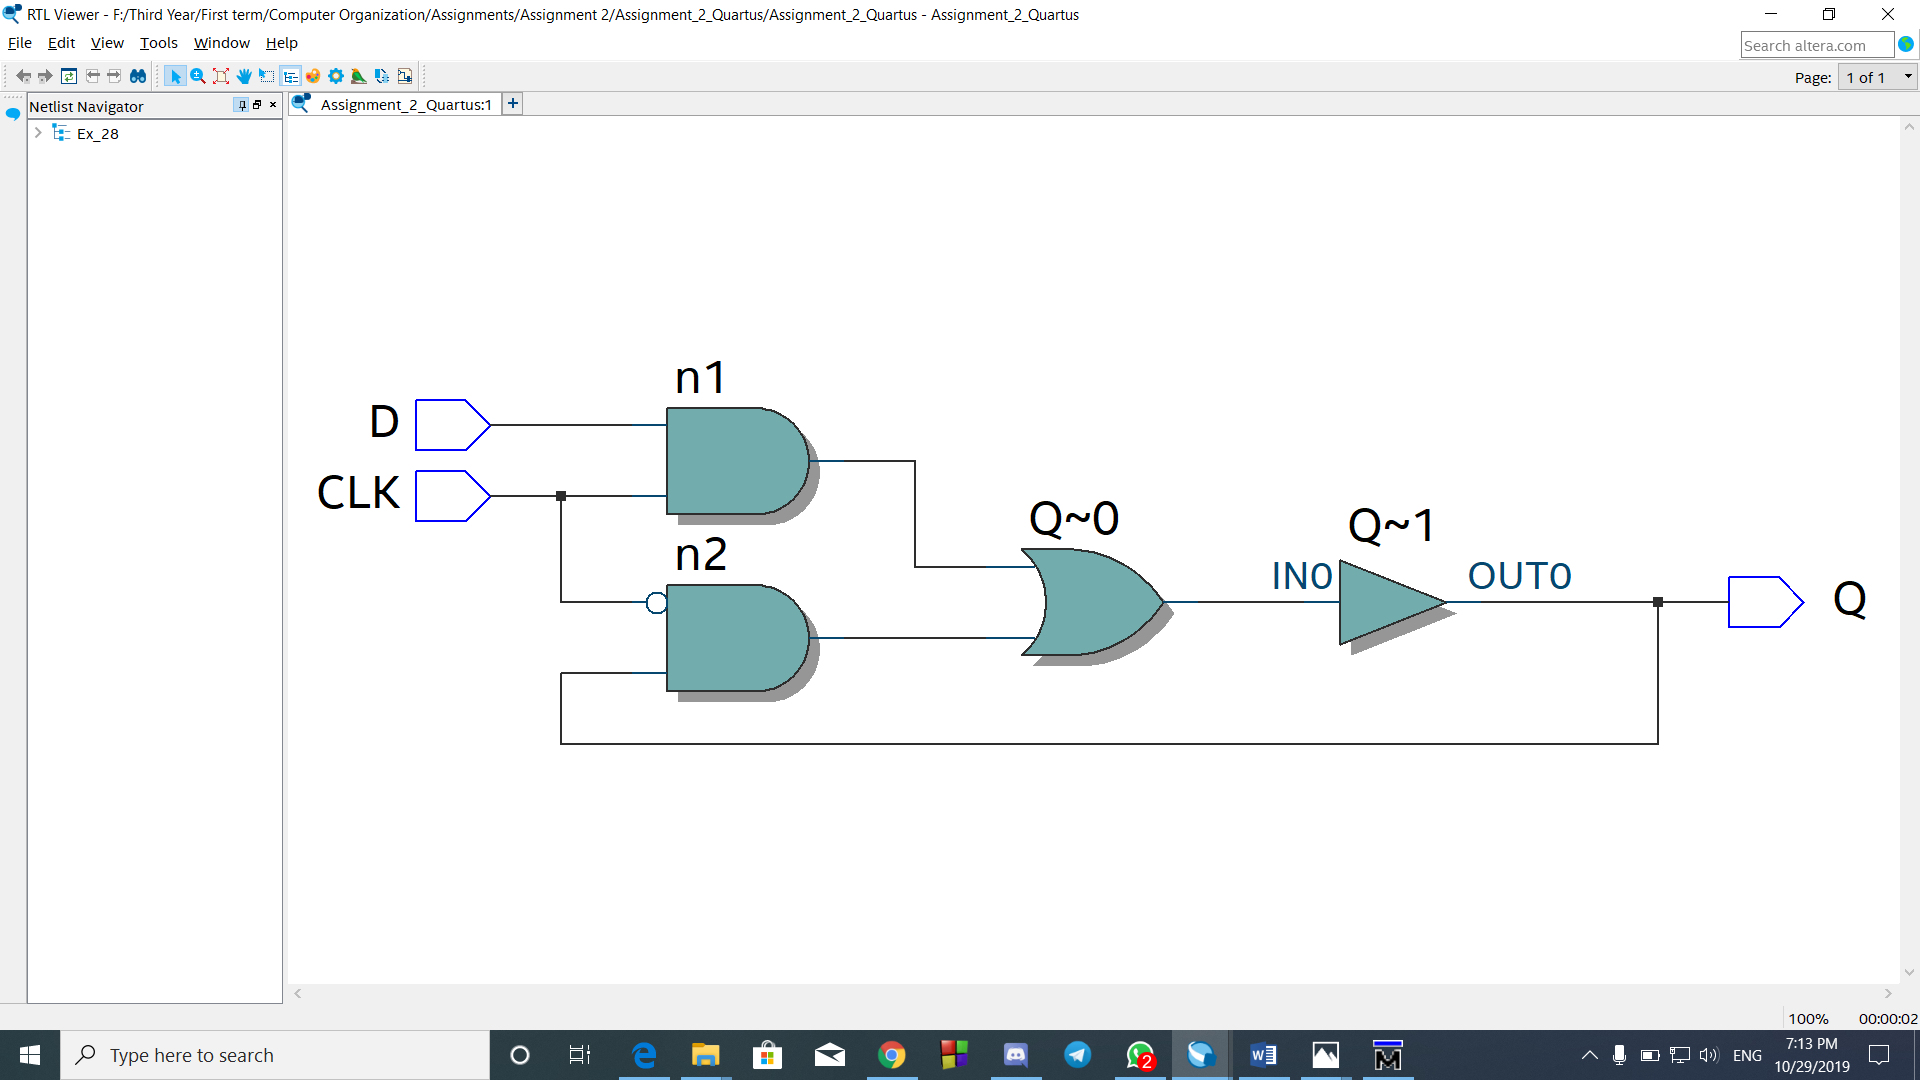 RTL Viewer - F:/Third Year/First term/Computer Organization/Assignments/Assignment 2/Assignment_2_Quartus/Assignment_2_Quartus - Assignment_2_Quartus
File Edit View Tools Window Help
Search altera.com
Page: 1 of 1
Netlist Navigator
Assignment_2_Quartus:1
Ex_28
n1
D
CLK
n2
Q~0
Q~1
IN0
OUT0
Q
100% 00:00:02
Type here to search
2
ENG
7:13 PM
10/29/2019